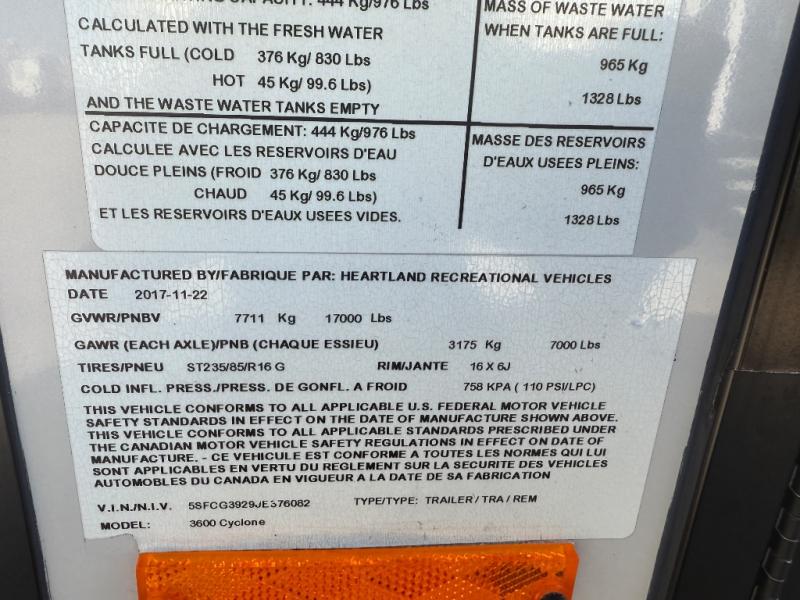 CAPACITY: 444 Kg/976 Lbs
CALCULATED WITH THE FRESH WATER
TANKS FULL (COLD 376 Kg/ 830 Lbs
HOT 45 Kg/ 99.6 Lbs)
AND THE WASTE WATER TANKS EMPTY
MASS OF WASTE WATER
WHEN TANKS ARE FULL:
965 Kg
1328 Lbs
CAPACITE DE CHARGEMENT: 444 Kg/976 Lbs
CALCULEE AVEC LES RESERVOIRS D'EAU
DOUCE PLEINS (FROID 376 Kg/ 830 Lbs
CHAUD 45 Kg/ 99.6 Lbs)
ET LES RESERVOIRS D'EAUX USEES VIDES.
MASSE DES RESERVOIRS
D'EAUX USEES PLEINS:
965 Kg
1328 Lbs
MANUFACTURED BY/FABRIQUE PAR: HEARTLAND RECREATIONAL VEHICLES
DATE 2017-11-22
GVWR/PNBV 7711 Kg 17000 Lbs
GAWR (EACH AXLE)/PNB (CHAQUE ESSIEU) 3175 Kg 7000 Lbs
TIRES/PNEU ST235/85/R16 G RIM/JANTE 16 X 6J
COLD INFL. PRESS./PRESS. DE GONFL. A FROID 758 KPA ( 110 PSI/LPC)
THIS VEHICLE CONFORMS TO ALL APPLICABLE U.S. FEDERAL MOTOR VEHICLE
SAFETY STANDARDS IN EFFECT ON THE DATE OF MANUFACTURE SHOWN ABOVE.
THIS VEHICLE CONFORMS TO ALL APPLICABLE STANDARDS PRESCRIBED UNDER
THE CANADIAN MOTOR VEHICLE SAFETY REGULATIONS IN EFFECT ON DATE OF
MANUFACTURE. - CE VEHICULE EST CONFORME A TOUTES LES NORMES QUI LUI
SONT APPLICABLES EN VERTU DU REGLEMENT SUR LA SECURITE DES VEHICLES
AUTOMOBILES DU CANADA EN VIGUEUR A LA DATE DE SA FABRICATION
V.I.N./N.I.V. 5SFCG3929JE376082 TYPE/TYPE: TRAILER / TRA / REM
MODEL: 3600 Cyclone